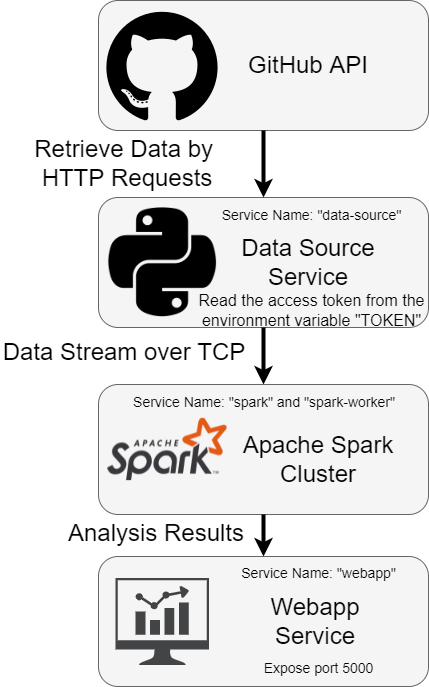 GitHub API
Retrieve Data by
HTTP Requests
Service Name: "data-source"
Data Source
Service
Read the access token from the
environment variable "TOKEN"
Data Stream over TCP
Service Name: "spark" and "spark-worker"
APACHE
Spark™
Apache Spark
Cluster
Analysis Results
Service Name: "webapp"
Webapp
Service
Expose port 5000